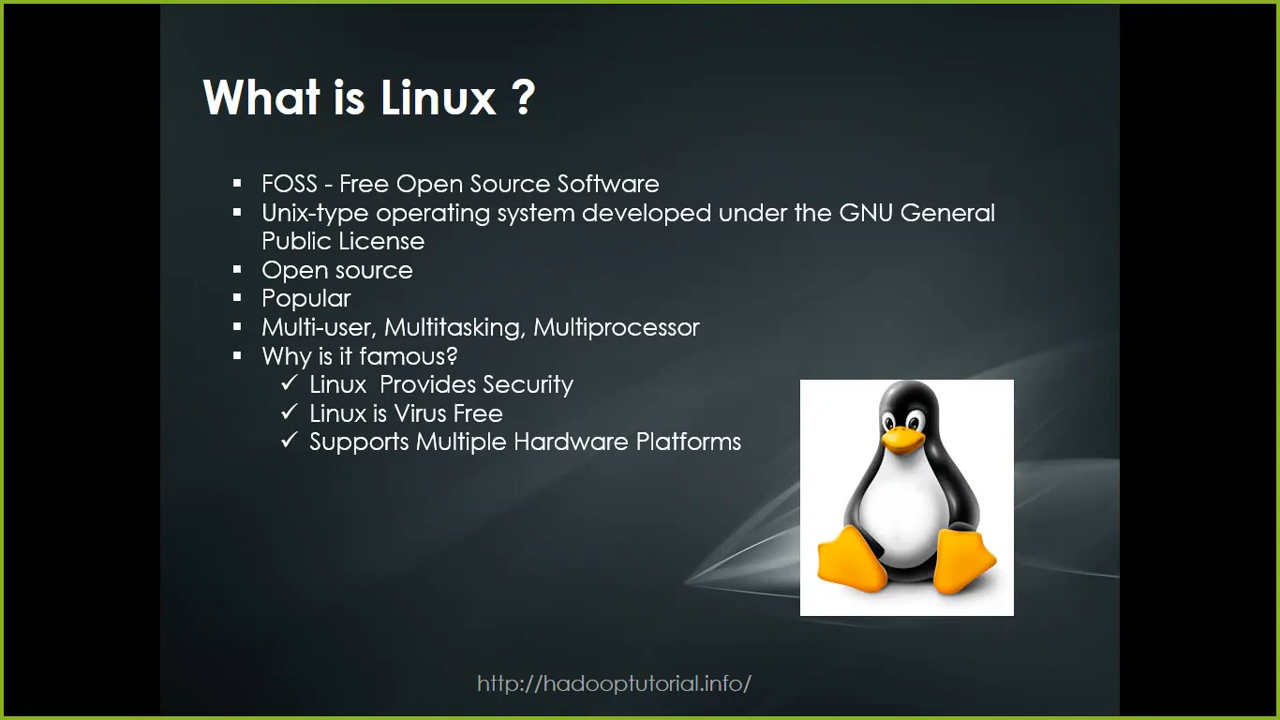 What is Linux ?
▪ FOSS - Free Open Source Software
▪ Unix-type operating system developed under the GNU General
Public License
▪ Open source
▪ Popular
▪ Multi-user, Multitasking, Multiprocessor
▪ Why is it famous?
✓ Linux  Provides Security
✓ Linux is Virus Free
✓ Supports Multiple Hardware Platforms
http://hadooptutorial.info/